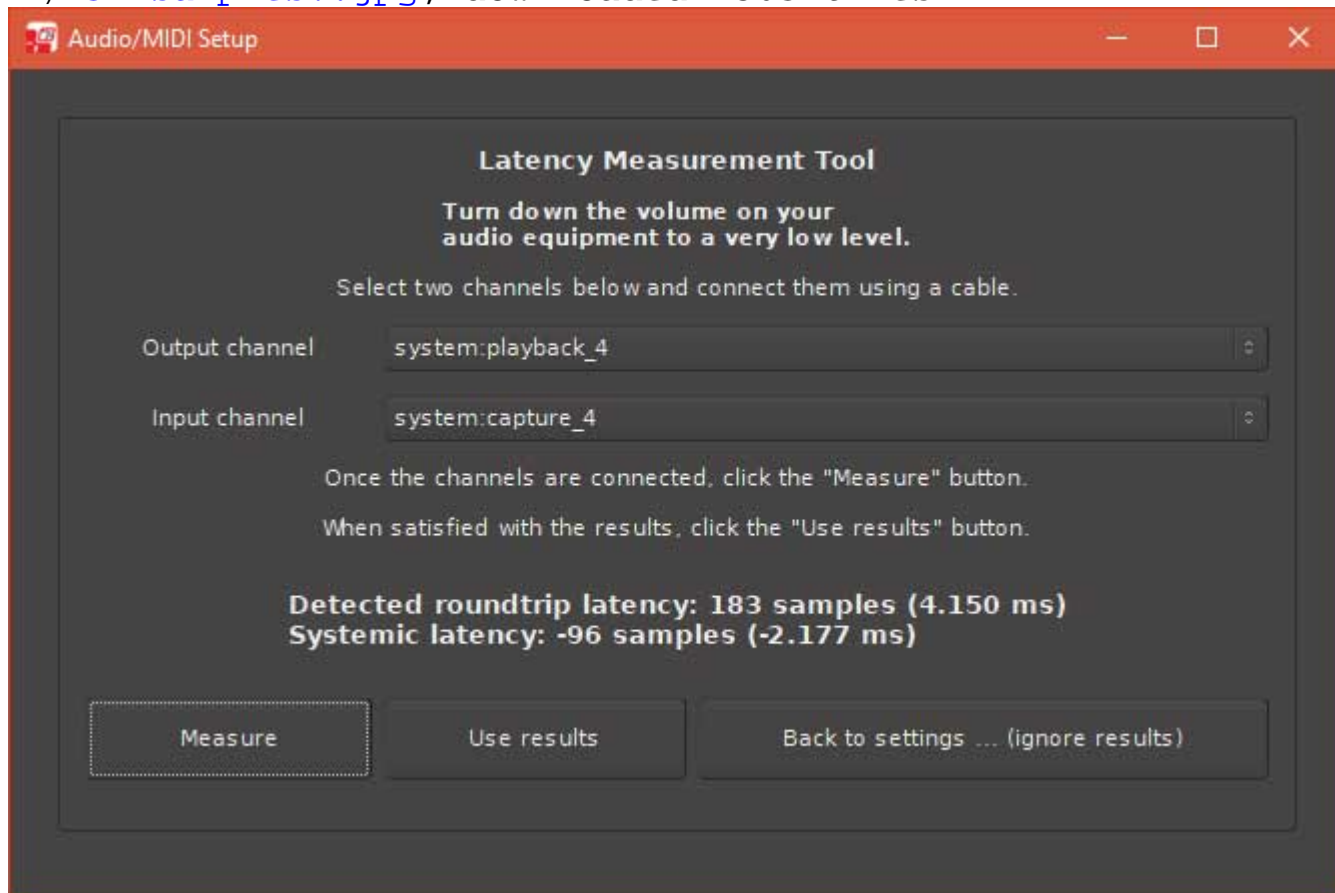 Audio/MIDI Setup
Latency Measurement Tool
Turn down the volume on your
audio equipment to a very low level.
Select two channels below and connect them using a cable.
Output channel
system:playback_4
Input channel
system:capture_4
Once the channels are connected, click the "Measure" button.
When satisfied with the results, click the "Use results" button.
Detected roundtrip latency: 183 samples (4.150 ms)
Systemic latency: -96 samples (-2.177 ms)
Measure
Use results
Back to settings ... (ignore results)